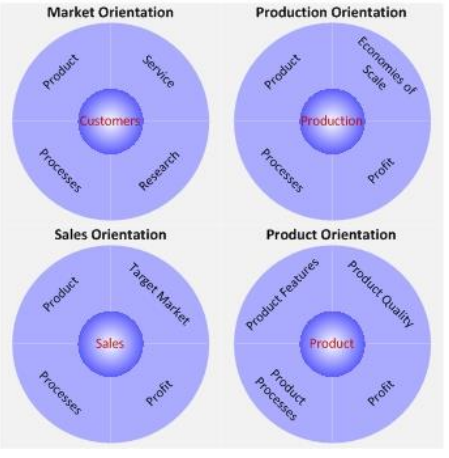 Market Orientation
Product
Service
Customers
Processes
Research
Production Orientation
Product
Economies of
Scale
Production
Processes
Profit
Sales Orientation
Product
Target Market
Sales
Processes
Profit
Product Orientation
Product Features
Product Quality
Product
Product
Processes
Profit